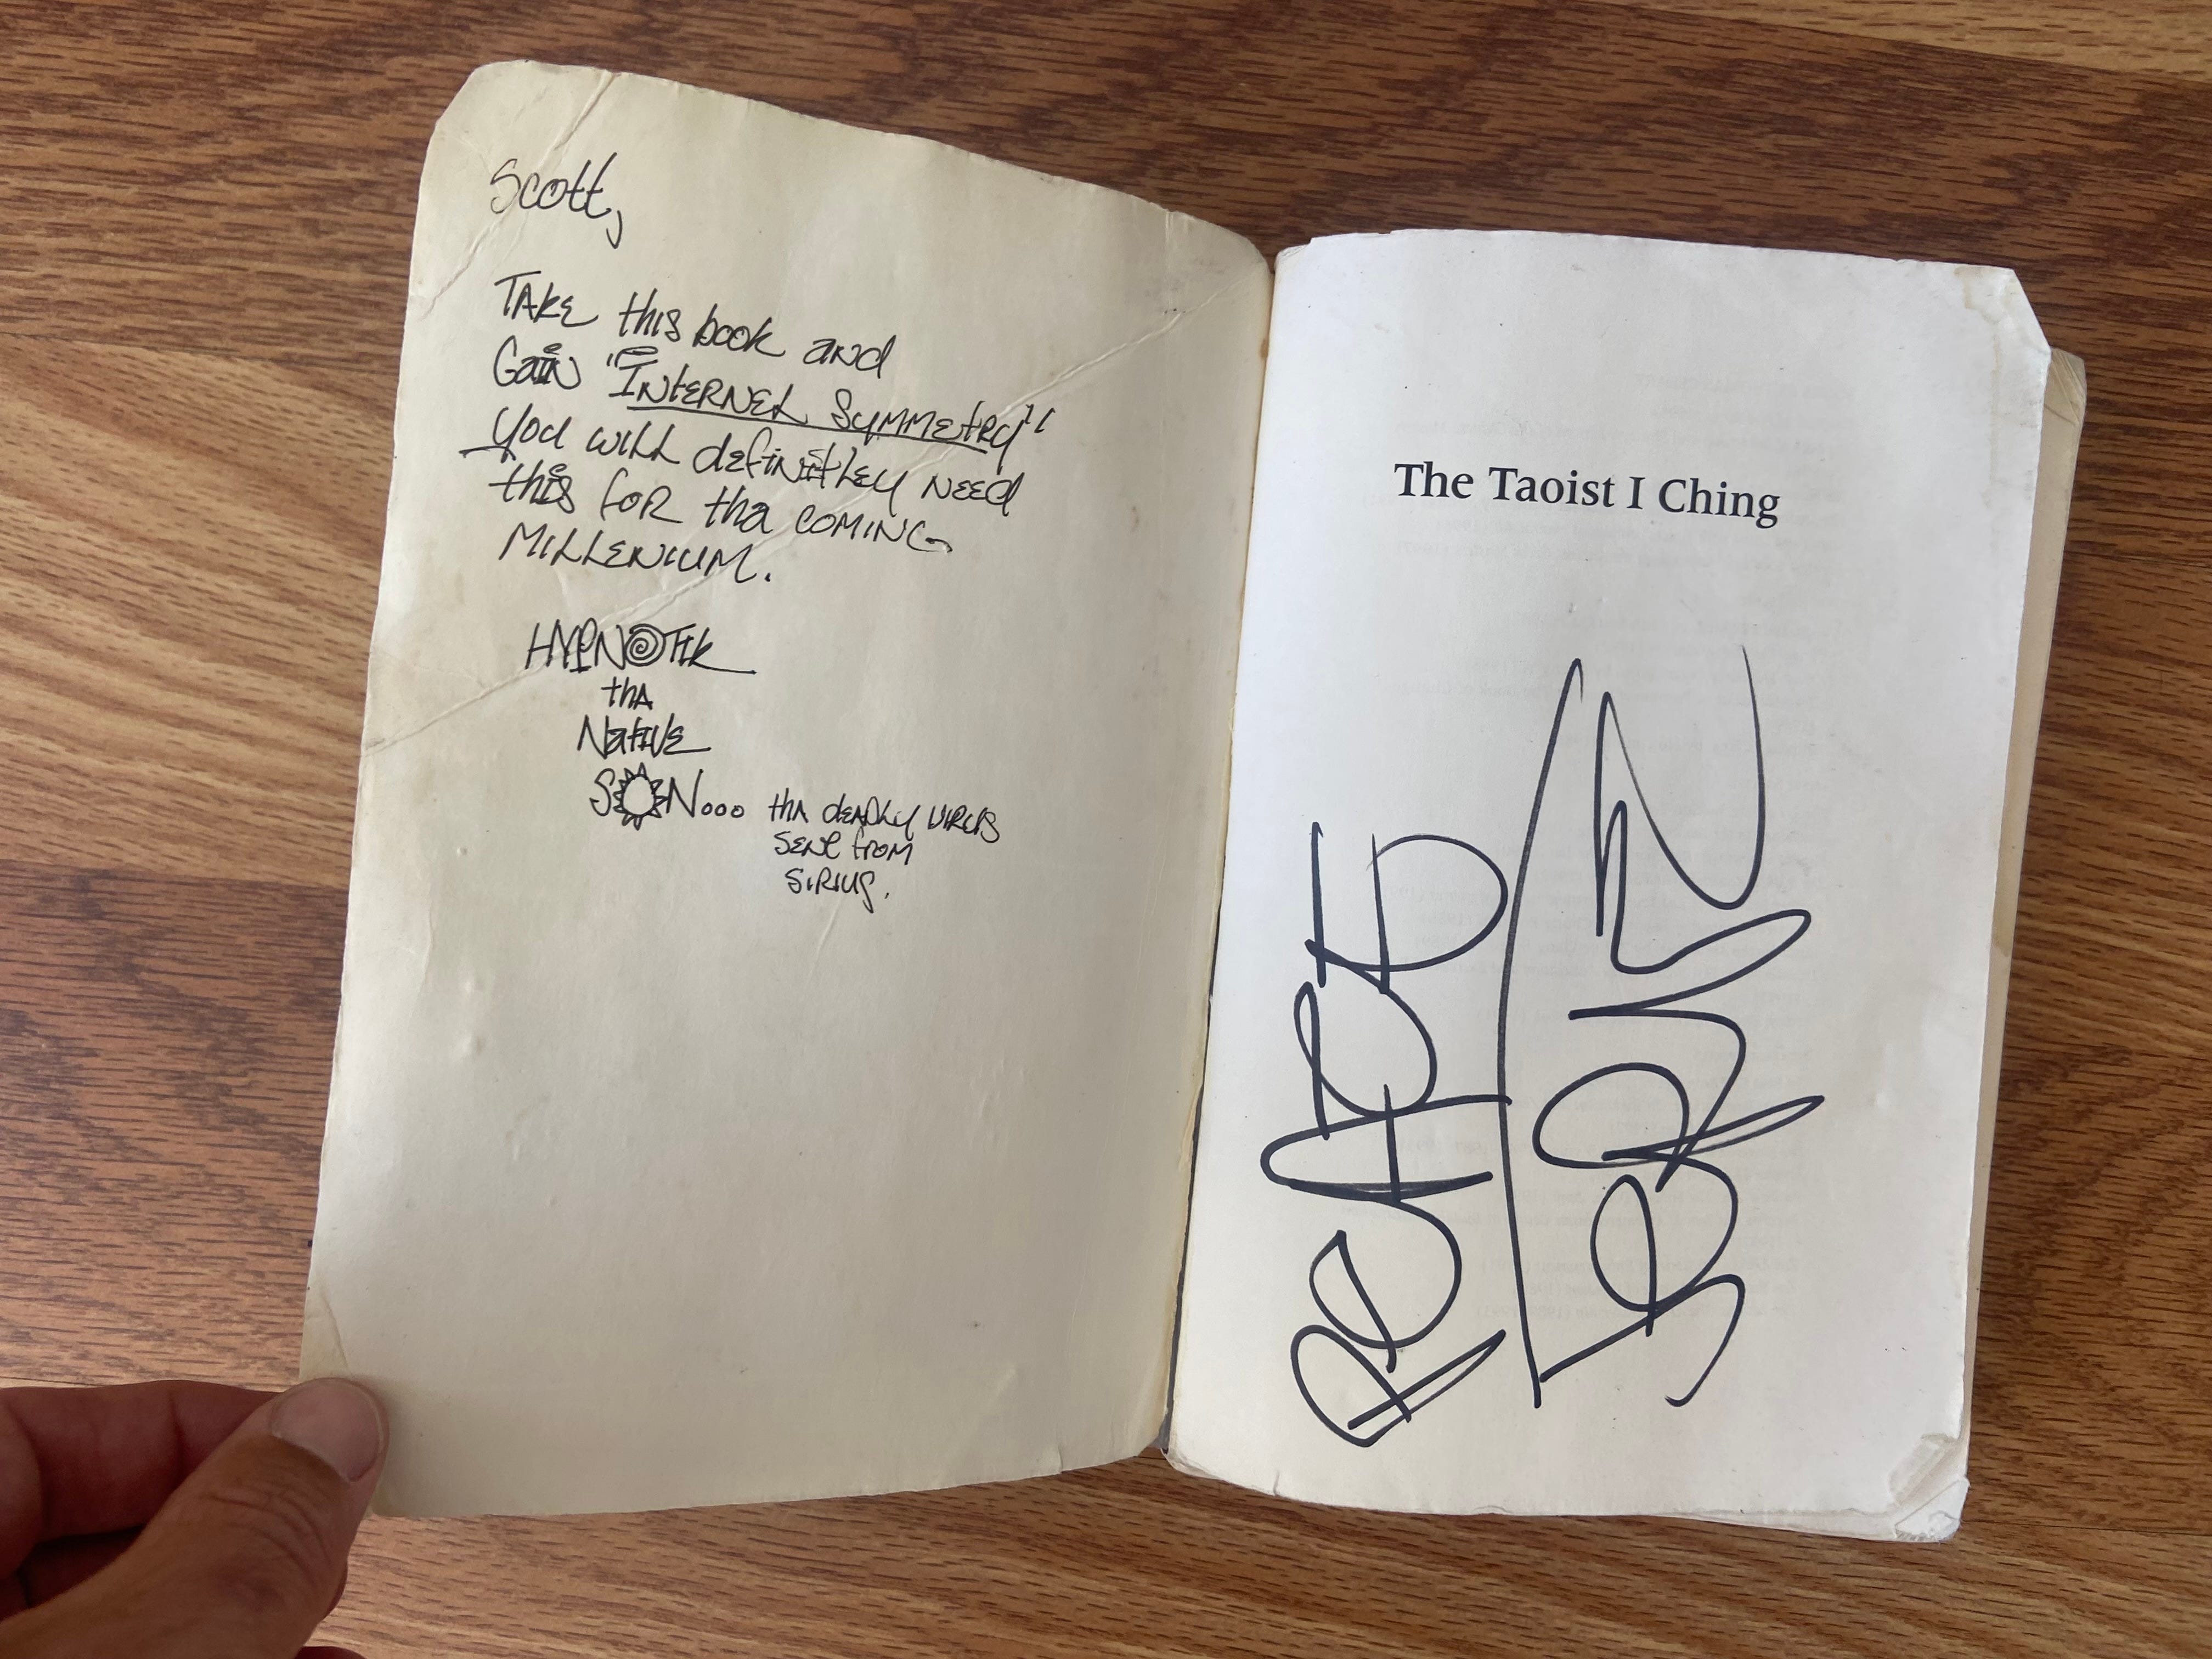 Scott,
TAKE this book and
Gain "INTERNEL SYMMETRY"
You will definitley need
this for tha coming
MILLENIUM.
HYPNOTIK
tha
Native
SON... tha deadly virus
sent from
Sirius.
The Taoist I Ching